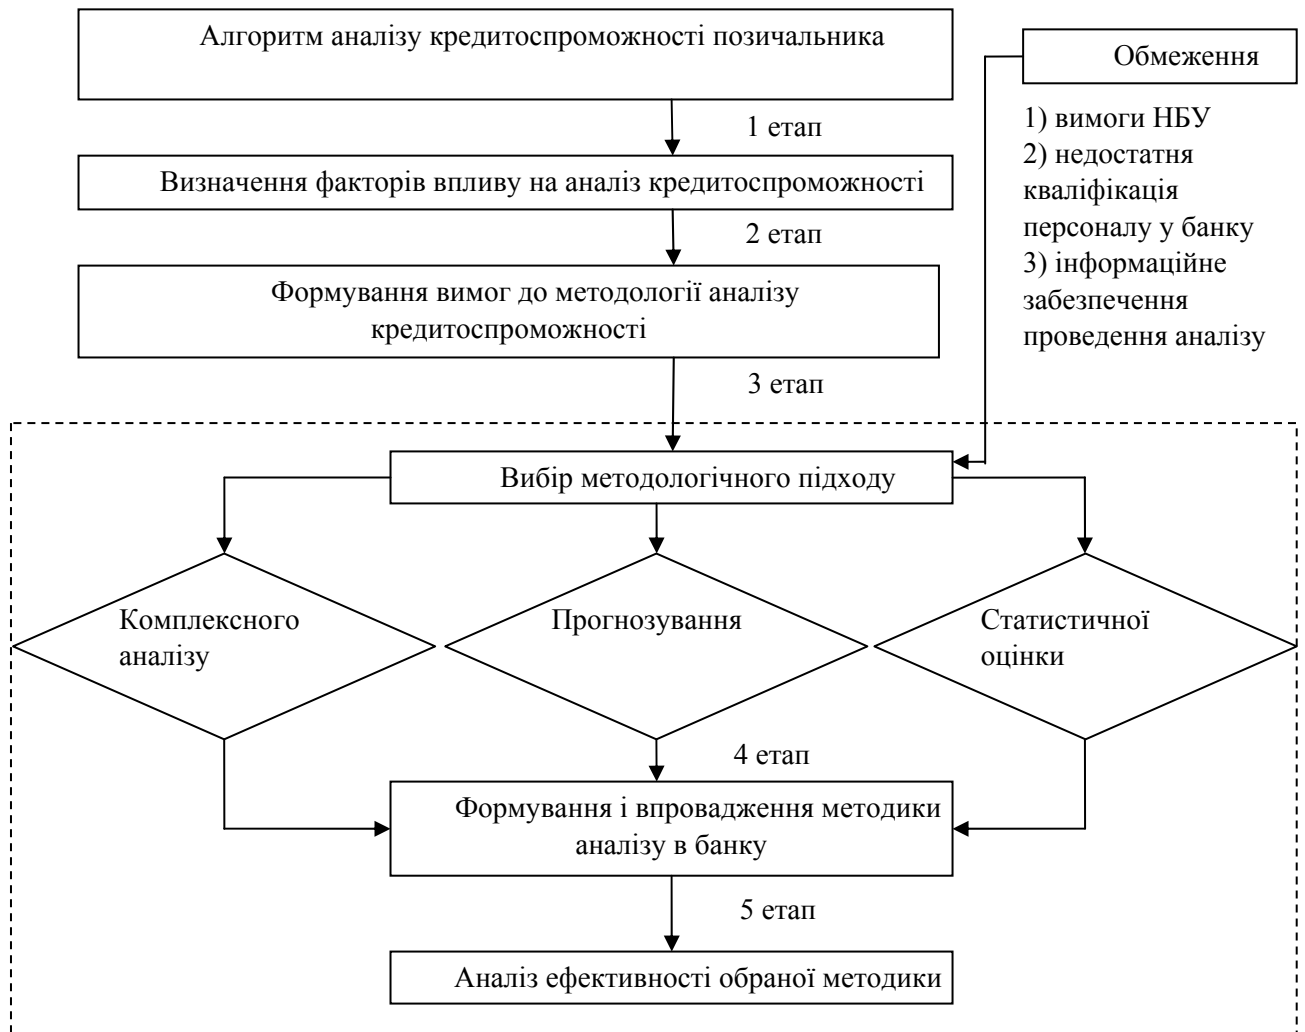 Алгоритм аналізу кредитоспроможності позичальника
Обмеження
1) вимоги НБУ
2) недостатня
кваліфікація
персоналу у банку
3) інформаційне
забезпечення
проведення аналізу
1 етап
Визначення факторів впливу на аналіз кредитоспроможності
2 етап
Формування вимог до методології аналізу
кредитоспроможності
3 етап
Вибір методологічного підходу
Комплексного
аналізу
Прогнозування
Статистичної
оцінки
4 етап
Формування і впровадження методики
аналізу в банку
5 етап
Аналіз ефективності обраної методики